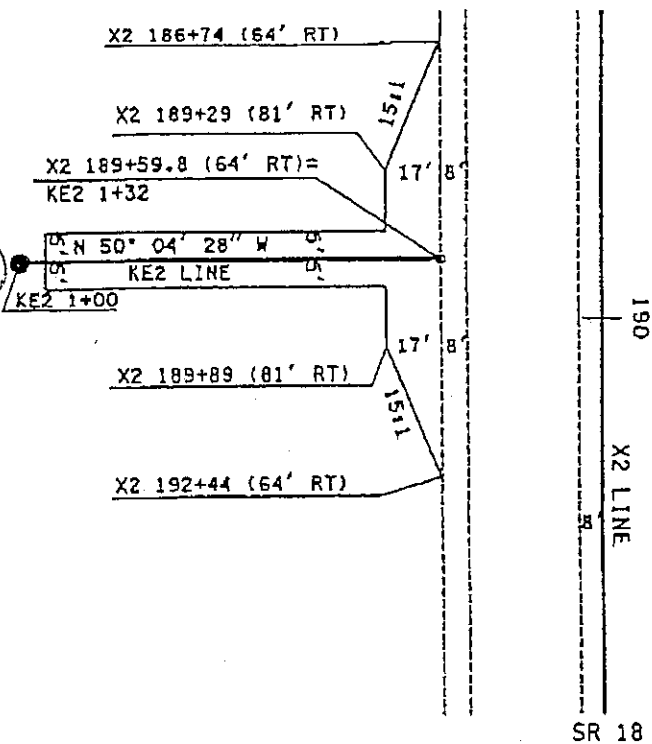 X2 186+74 (64' RT)
15:1
X2 189+29 (81' RT)
X2 189+59.8 (64' RT)=
KE2 1+32
17' 8'
5' N 50° 04' 28" W 5'
5' KE2 LINE 5'
KE2 1+00
190
17' 8'
X2 189+89 (81' RT)
15:1
X2 LINE
X2 192+44 (64' RT)
8'
SR 18